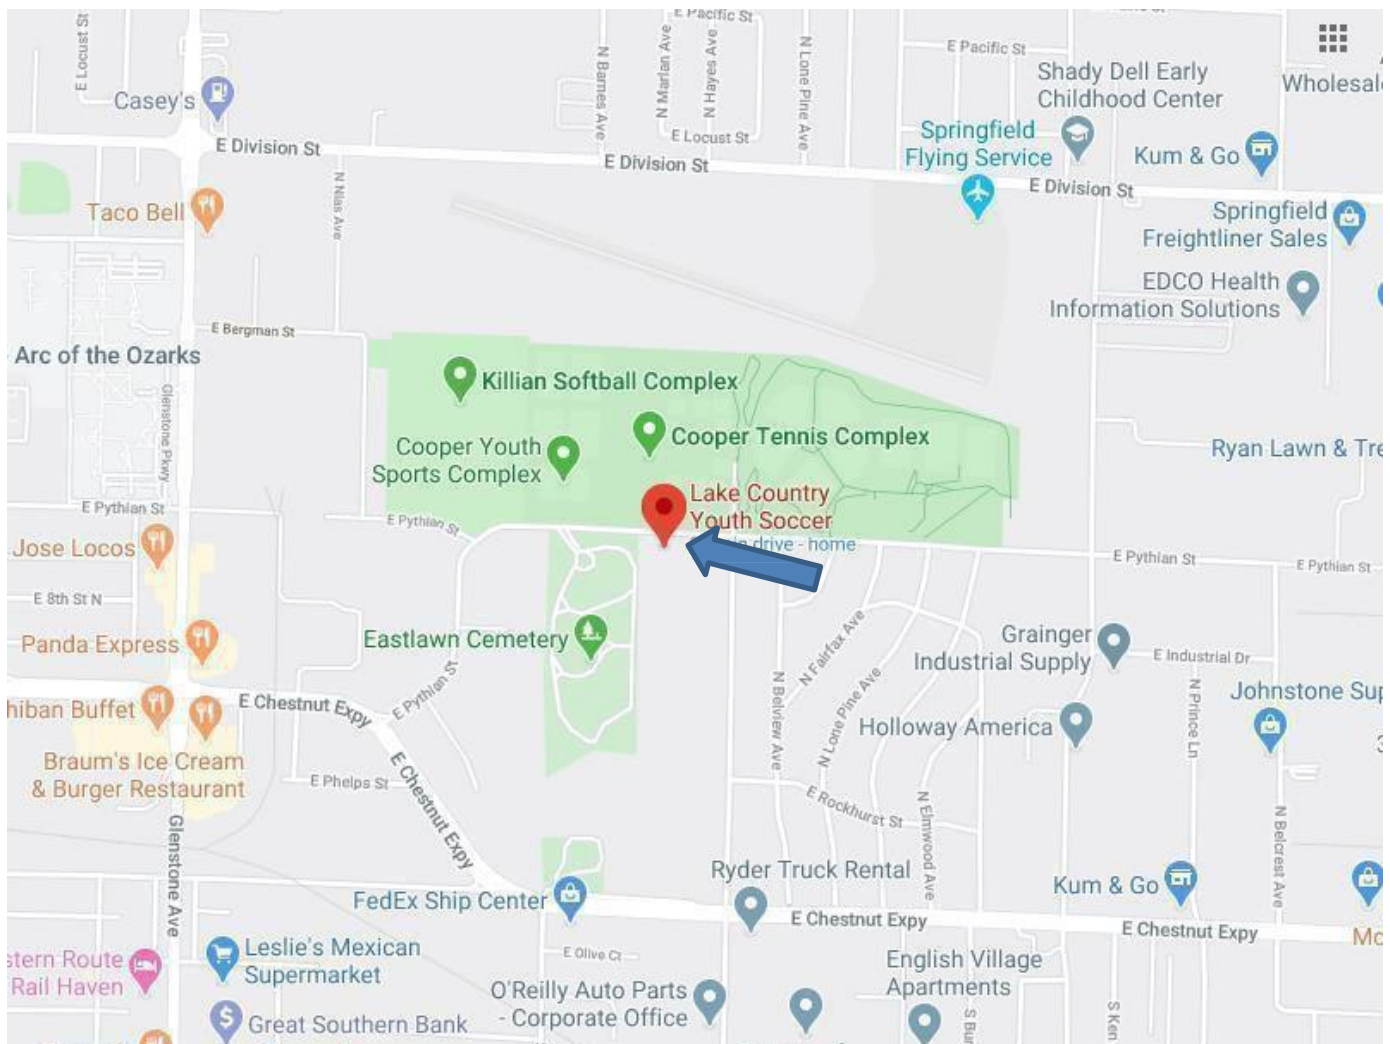 E Pacific St
E Locust St
N Barnes Ave
N Marlan Ave
N Hayes Ave
N Lone Pine Ave
E Pacific St
Shady Dell Early
Childhood Center
Wholesale
Casey's
E Division St
E Locust St
E Division St
Springfield
Flying Service
Kum & Go
E Division St
Taco Bell
N Nias Ave
Springfield
Freightliner Sales
EDCO Health
Information Solutions
E Bergman St
Arc of the Ozarks
Glenstone Pkwy
Killian Softball Complex
Cooper Youth
Sports Complex
Cooper Tennis Complex
Ryan Lawn & Tre
E Pythian St
E Pythian St
Lake Country
Youth Soccer
drive - home
Jose Locos
E Pythian St
E Pythian St
E 8th St N
Panda Express
Eastlawn Cemetery
N Fairfax Ave
Grainger
Industrial Supply
E Industrial Dr
E Pythian St
N Belview Ave
N Lone Pine Ave
N Prince Ln
Johnstone Sup
hiban Buffet
E Chestnut Expy
Holloway America
Braum's Ice Cream
& Burger Restaurant
E Phelps St
E Chestnut Expy
E Rockhurst St
N Elmwood Ave
N Belcrest Ave
Glenstone Ave
Ryder Truck Rental
Kum & Go
FedEx Ship Center
E Chestnut Expy
E Chestnut Expy
Mc
stern Route
Rail Haven
Leslie's Mexican
Supermarket
E Olive Ct
English Village
Apartments
O'Reilly Auto Parts
- Corporate Office
Great Southern Bank
S Bur
S Ken